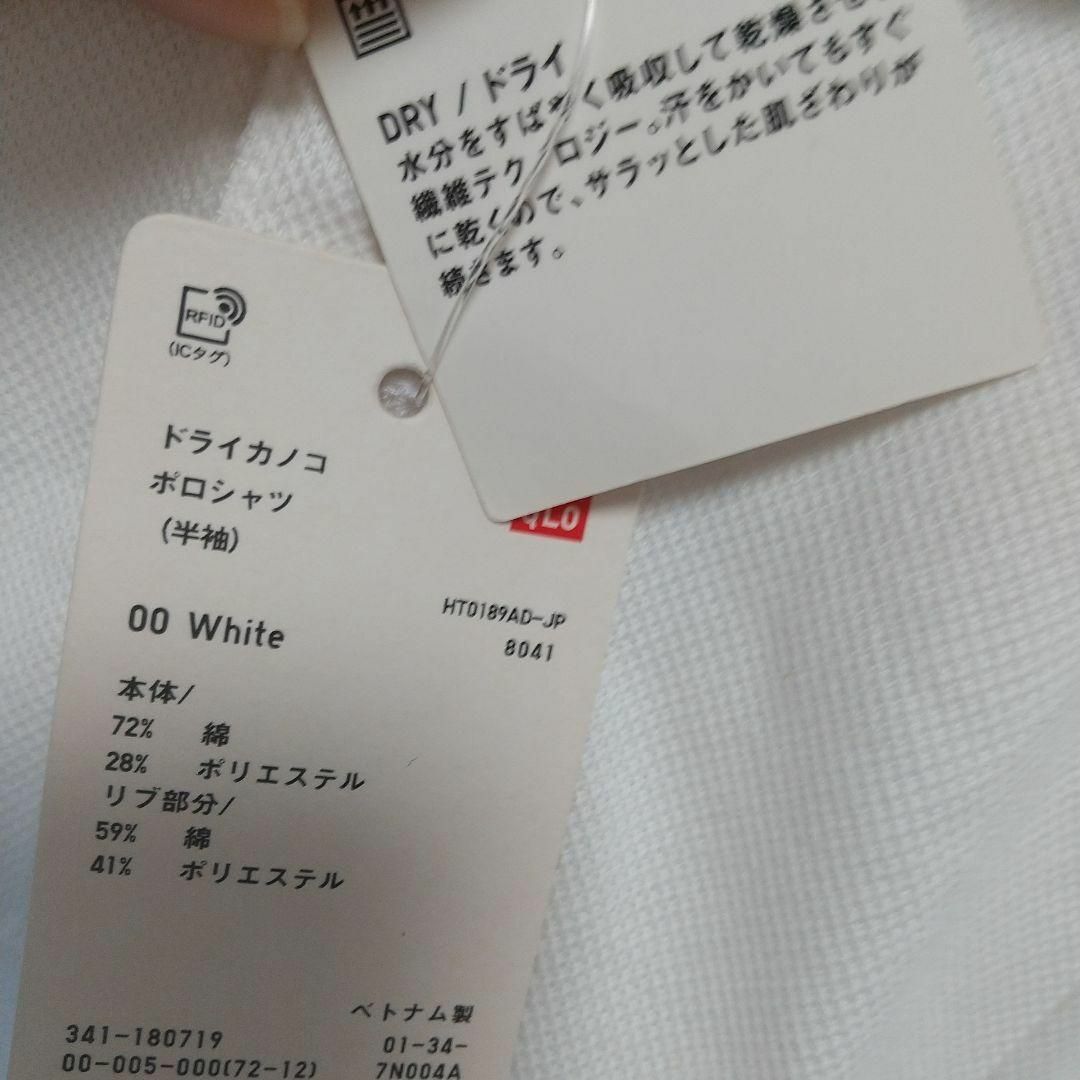 DRY / ドライ
水分をすばやく吸収して乾燥させ
繊維テクノロジー。汗をかいてもすぐ
に乾くので、サラッとした肌ざわりが
続きます。
RFID
(ICタグ)
ドライカノコ
ポロシャツ
(半袖)
QLO
HT0189AD-JP
8041
00 White
本体/
72% 綿
28% ポリエステル
リブ部分/
59% 綿
41% ポリエステル
ベトナム製
341-180719
01-34-
00-005-000(72-12)
7N004A